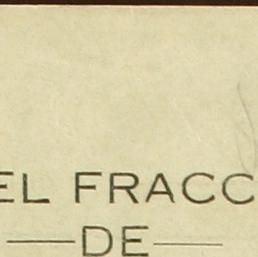 EL FRACC
— DE —